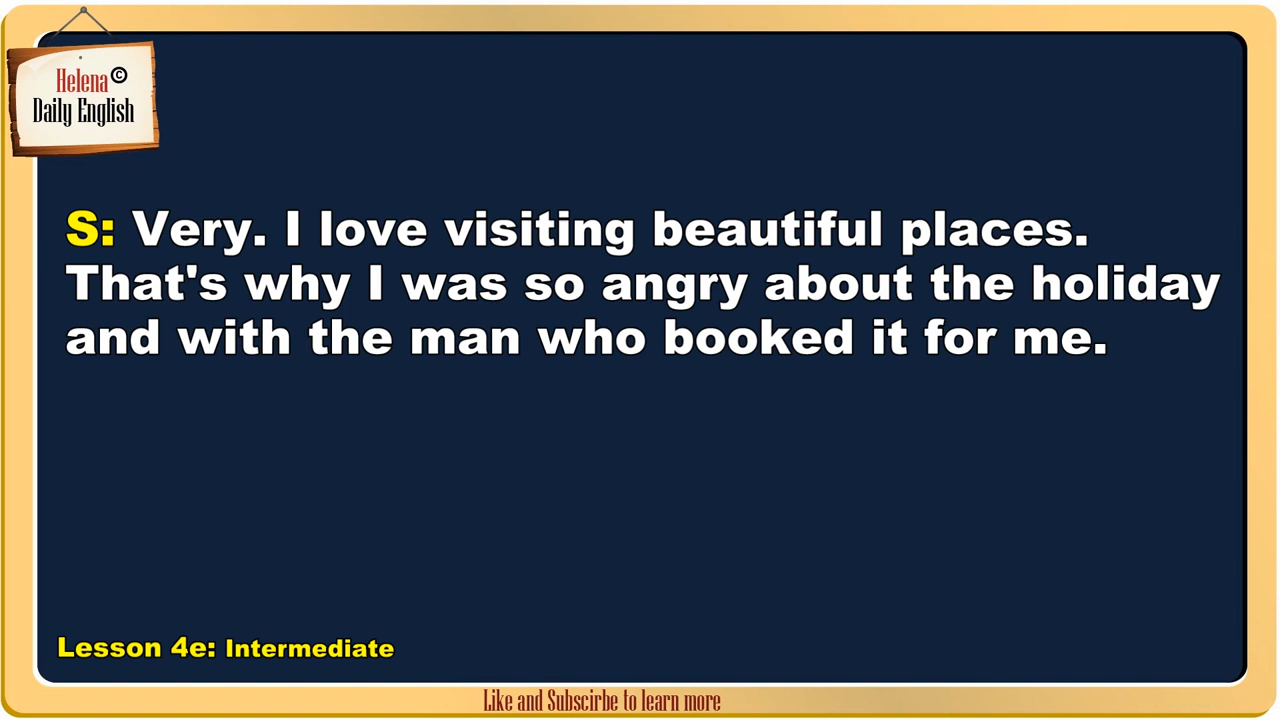 Helena ©
Daily English
S: Very. I love visiting beautiful places.
That's why I was so angry about the holiday
and with the man who booked it for me.
Lesson 4e: Intermediate
Like and Subscirbe to learn more